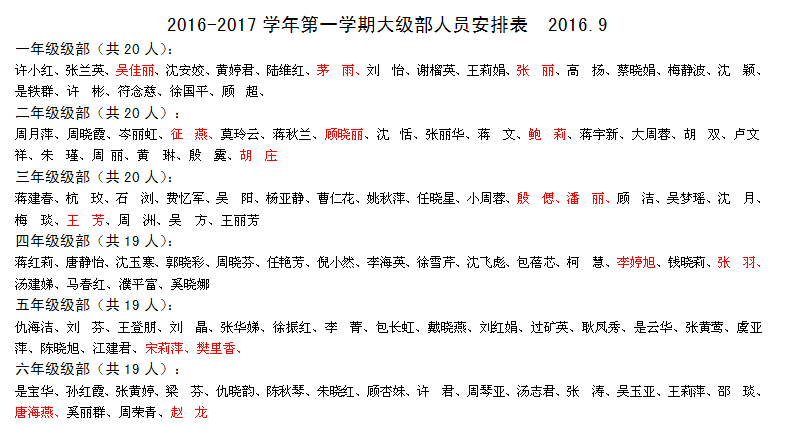 2016-2017 学年第一学期大级部人员安排表　2016.9
一年级级部（共 20 人）：
许小红、张兰英、吴佳丽、沈安姣、黄婷君、陆维红、茅　雨、刘　怡、谢榴英、王莉娟、张　丽、高　扬、蔡晓娟、梅静波、沈　颖、
是轶群、许　彬、符念慈、徐国平、顾　超、
二年级级部（共 20 人）：
周月萍、周晓霞、岑丽虹、征　燕、莫玲云、蒋秋兰、顾晓丽、沈　恬、张丽华、蒋　文、鲍　莉、蒋宇新、大周蓉、胡　双、卢文
祥、朱　瑾、周 丽、黄　琳、殷　霙、胡　庄
三年级级部（共 20 人）：
蒋建春、杭　玫、石　浏、费忆军、吴　阳、杨亚静、曹仁花、姚秋萍、任晓星、小周蓉、殷　偲、潘　丽、顾　洁、吴梦瑶、沈　月、
梅　琰、王　芳、周　洲、吴　方、王丽芳
四年级级部（共 19 人）：
蒋红莉、唐静怡、沈玉寒、郭晓彩、周晓芬、任艳芳、倪小然、李海英、徐雪芹、沈飞彪、包蓓芯、柯　慧、李婷旭、钱晓莉、张　羽、
汤建娣、马春红、濮平富、奚晓娜
五年级级部（共 19 人）：
仇海洁、刘　芬、王登朋、刘　晶、张华娣、徐振红、李　菁、包长虹、戴晓燕、刘红娟、过矿英、耿凤秀、是云华、张黄莺、虞亚
萍、陈晓旭、江建君、宋莉萍、樊里香、
六年级级部（共 19 人）：
是宝华、孙红霞、张黄婷、梁　芬、仇晓韵、陈秋琴、朱晓红、顾杏妹、许　君、周琴亚、汤志君、张　涛、吴玉亚、王莉萍、邵　琰、
唐海燕、奚丽群、周荣青、赵　龙